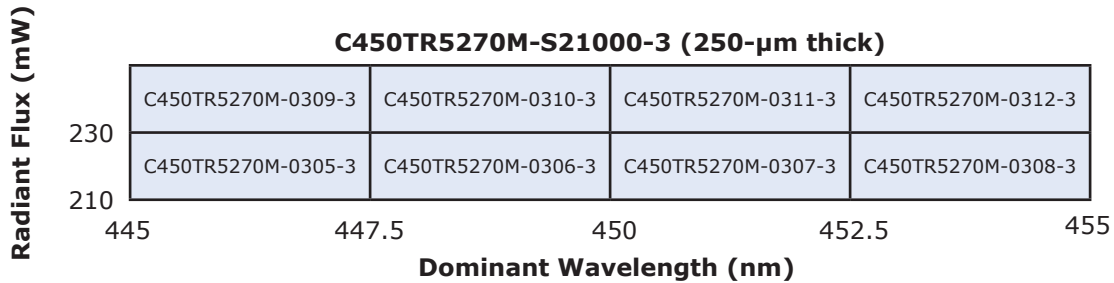 C450TR5270M-S21000-3 (250-μm thick)
Radiant Flux (mW)
C450TR5270M-0309-3 C450TR5270M-0310-3 C450TR5270M-0311-3 C450TR5270M-0312-3
230
C450TR5270M-0305-3 C450TR5270M-0306-3 C450TR5270M-0307-3 C450TR5270M-0308-3
210
445 447.5 450 452.5 455
Dominant Wavelength (nm)